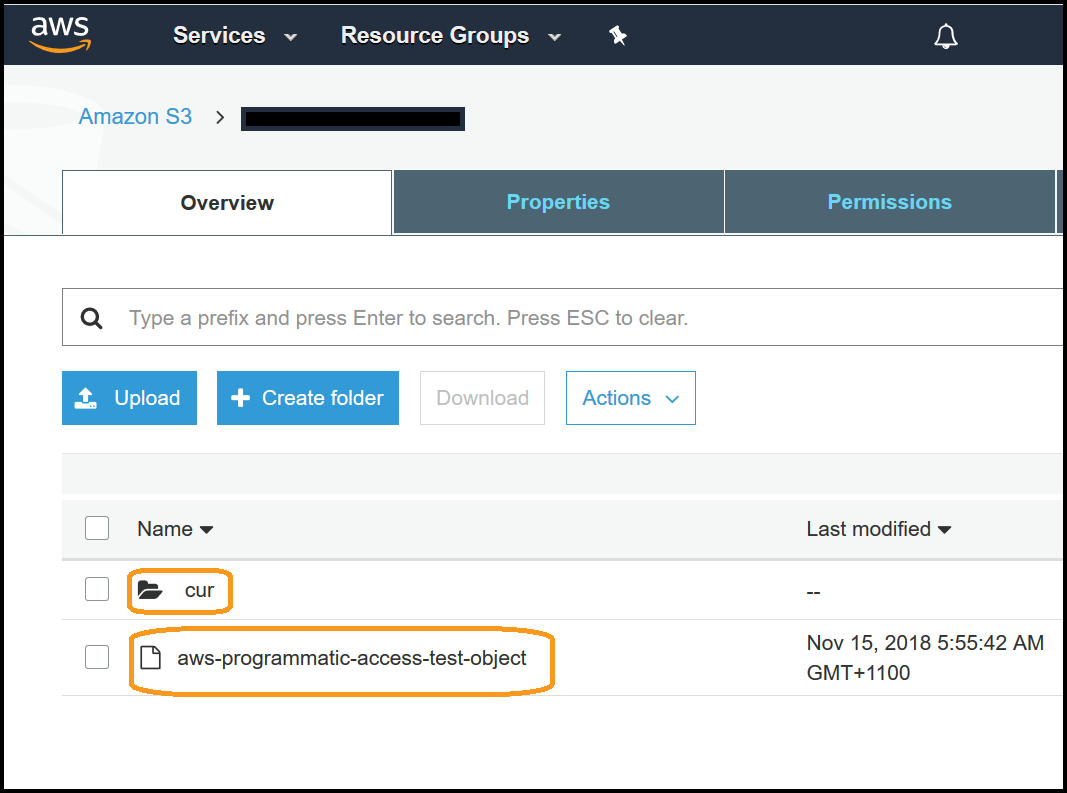 aws Services Resource Groups
Amazon S3 >
Overview Properties Permissions
Type a prefix and press Enter to search. Press ESC to clear.
Upload Create folder Download Actions
Name Last modified
cur --
aws-programmatic-access-test-object Nov 15, 2018 5:55:42 AM
GMT+1100